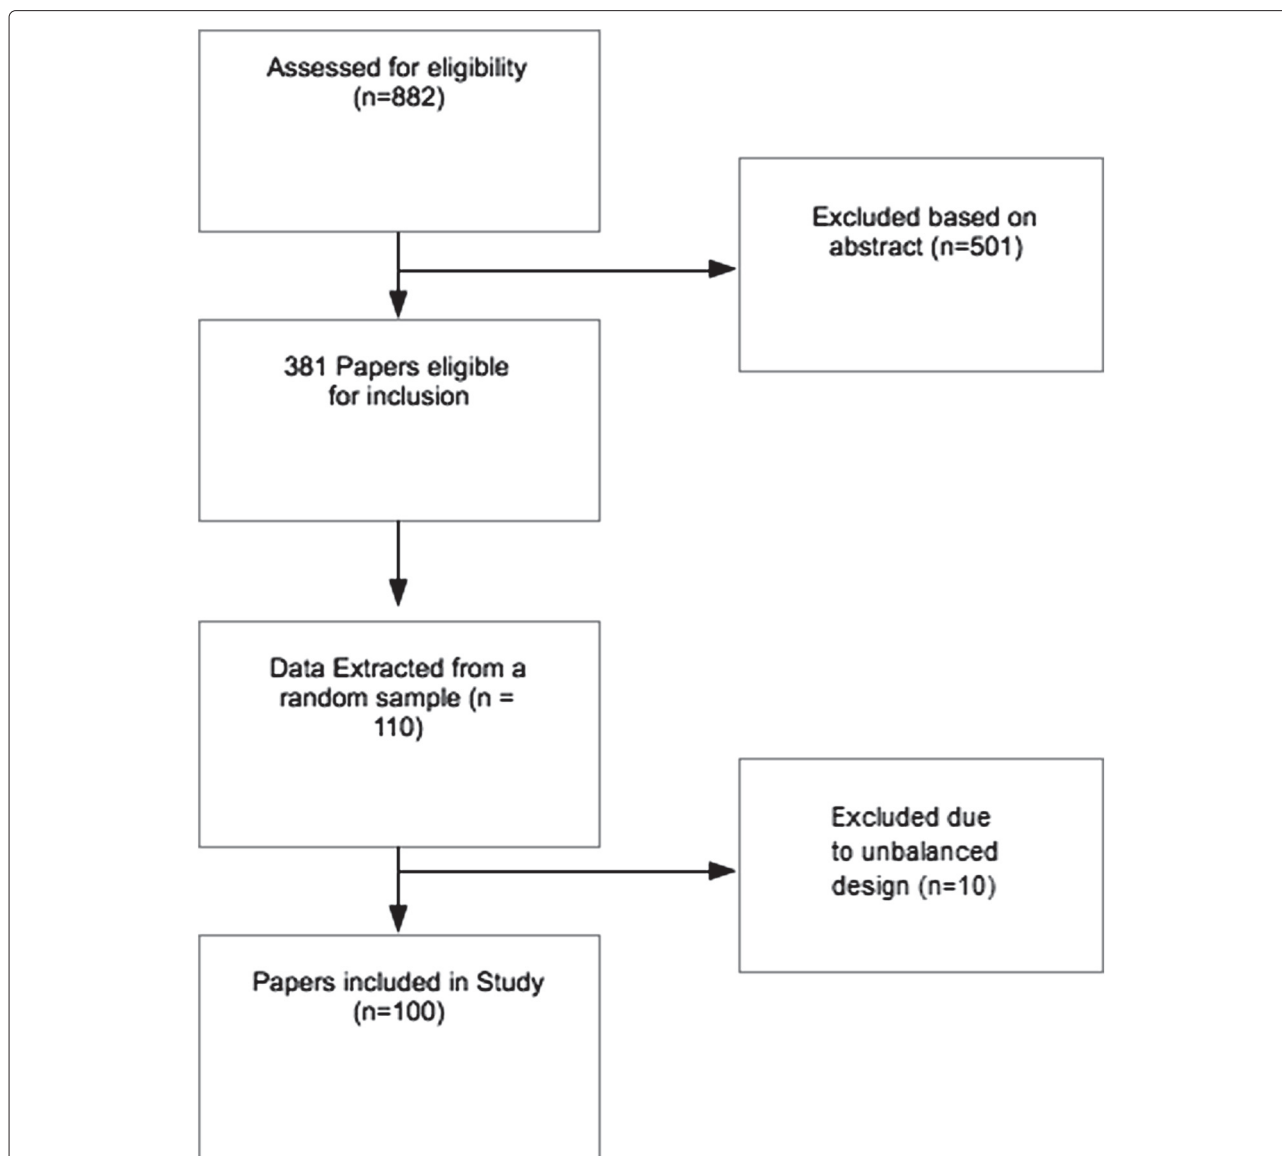 Assessed for eligibility
(n=882)
Excluded based on
abstract (n=501)
381 Papers eligible
for inclusion
Data Extracted from a
random sample (n =
110)
Excluded due
to unbalanced
design (n=10)
Papers included in Study
(n=100)